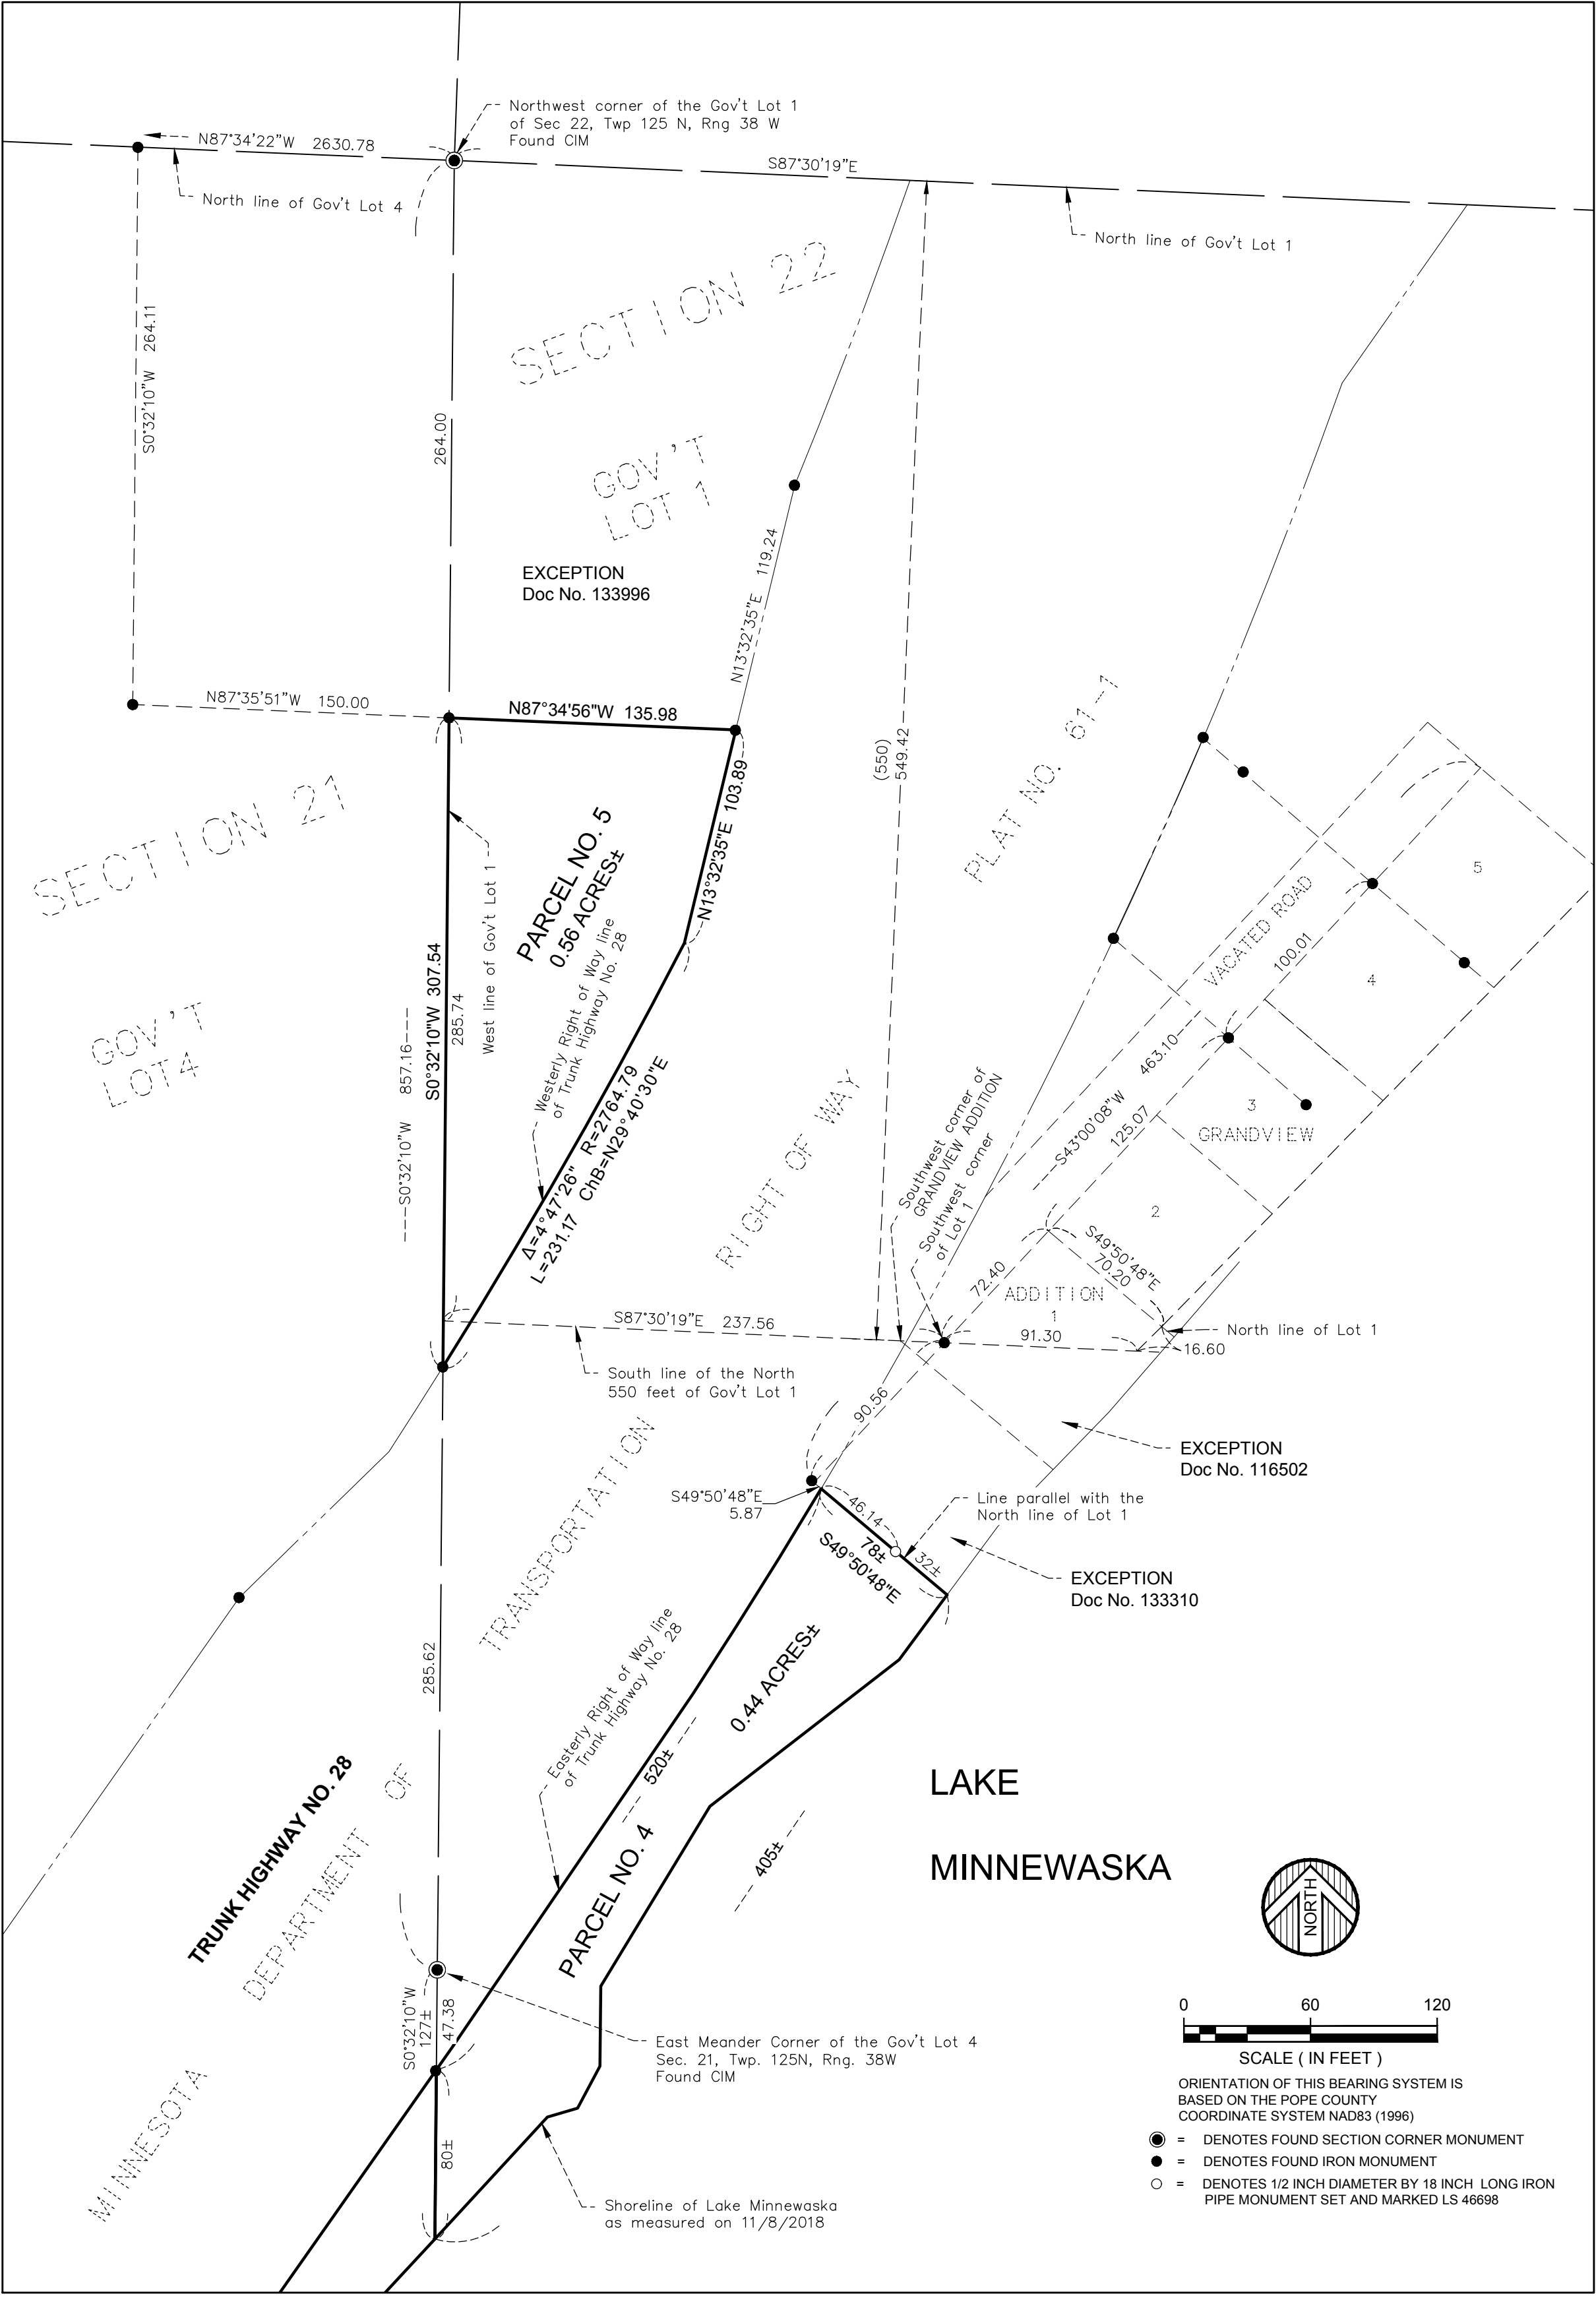 Northwest corner of the Gov't Lot 1
of Sec 22, Twp 125 N, Rng 38 W
Found CIM
N87°34'22"W 2630.78
S87°30'19"E
North line of Gov't Lot 4
North line of Gov't Lot 1
SECTION 22
S0°32'10"W 264.11
264.00
GOV'T
LOT 1
EXCEPTION
Doc No. 133996
N13°32'35"E 119.24
N87°35'51"W 150.00
N87°34'56"W 135.98
(550)
549.42
PLAT NO. 61-1
SECTION 21
PARCEL NO. 5
0.56 ACRES±
N13°32'35"E 103.89
West line of Gov't Lot 1
Westerly Right of Way line
of Trunk Highway No. 28
S0°32'10"W 307.54
285.74
S0°32'10"W 857.16
GOV'T
LOT 4
Δ=4°47'26" R=2764.79
L=231.17 ChB=N29°40'30"E
VACATED ROAD
5
4
100.01
3
GRANDVIEW
S43°00'08"W 463.10
125.07
2
RIGHT OF WAY
Southwest corner of
GRANDVIEW ADDITION
Southwest corner
of Lot 1
S49°50'48"E
70.20
72.40
ADDITION
1
S87°30'19"E 237.56
91.30
North line of Lot 1
16.60
South line of the North
550 feet of Gov't Lot 1
90.56
EXCEPTION
Doc No. 116502
TRANSPORTATION
S49°50'48"E
5.87
46.14
Line parallel with the
North line of Lot 1
78±
S49°50'48"E
32±
EXCEPTION
Doc No. 133310
285.62
Easterly Right of Way line
of Trunk Highway No. 28
0.44 ACRES±
520±
LAKE
MINNEWASKA
TRUNK HIGHWAY NO. 28
OF
DEPARTMENT
PARCEL NO. 4
405±
NORTH
S0°32'10"W
127±
47.38
East Meander Corner of the Gov't Lot 4
Sec. 21, Twp. 125N, Rng. 38W
Found CIM
0 60 120
SCALE ( IN FEET )
ORIENTATION OF THIS BEARING SYSTEM IS
BASED ON THE POPE COUNTY
COORDINATE SYSTEM NAD83 (1996)
= DENOTES FOUND SECTION CORNER MONUMENT
= DENOTES FOUND IRON MONUMENT
= DENOTES 1/2 INCH DIAMETER BY 18 INCH LONG IRON
PIPE MONUMENT SET AND MARKED LS 46698
MINNESOTA
80±
Shoreline of Lake Minnewaska
as measured on 11/8/2018